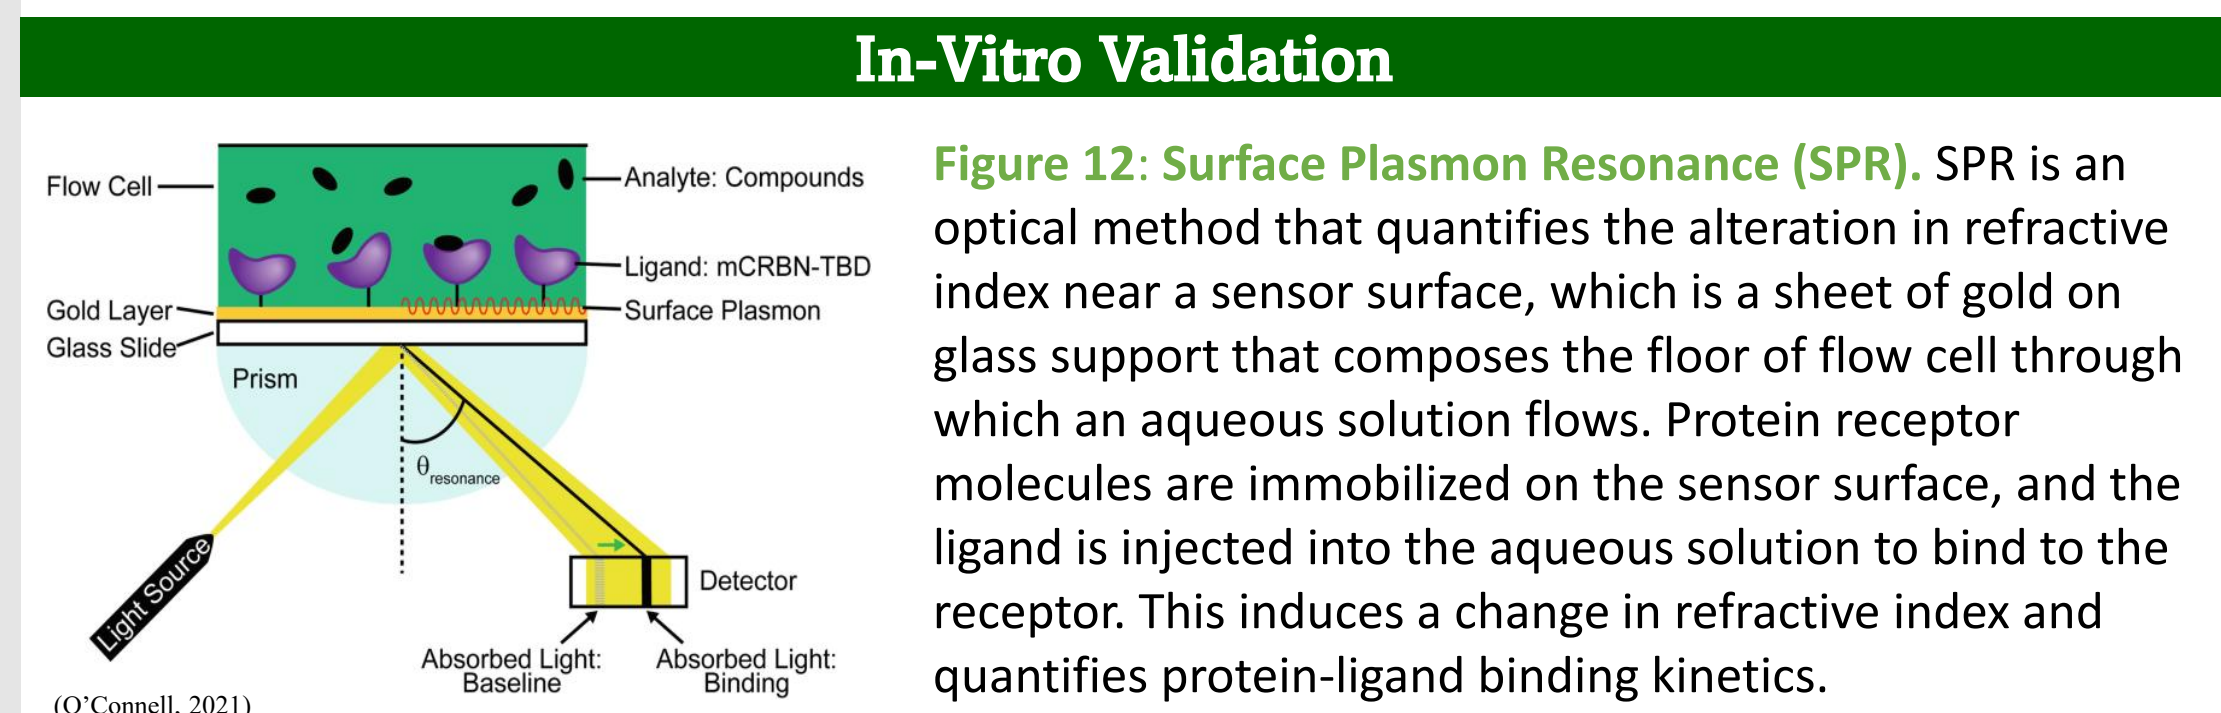 In-Vitro Validation
Flow Cell
Analyte: Compounds
Ligand: mCRBN-TBD
Gold Layer
Surface Plasmon
Glass Slide
Prism
θresonance
Light Source
Detector
Absorbed Light:
Baseline
Absorbed Light:
Binding
(O'Connell, 2021)
Figure 12: Surface Plasmon Resonance (SPR). SPR is an
optical method that quantifies the alteration in refractive
index near a sensor surface, which is a sheet of gold on
glass support that composes the floor of flow cell through
which an aqueous solution flows. Protein receptor
molecules are immobilized on the sensor surface, and the
ligand is injected into the aqueous solution to bind to the
receptor. This induces a change in refractive index and
quantifies protein-ligand binding kinetics.